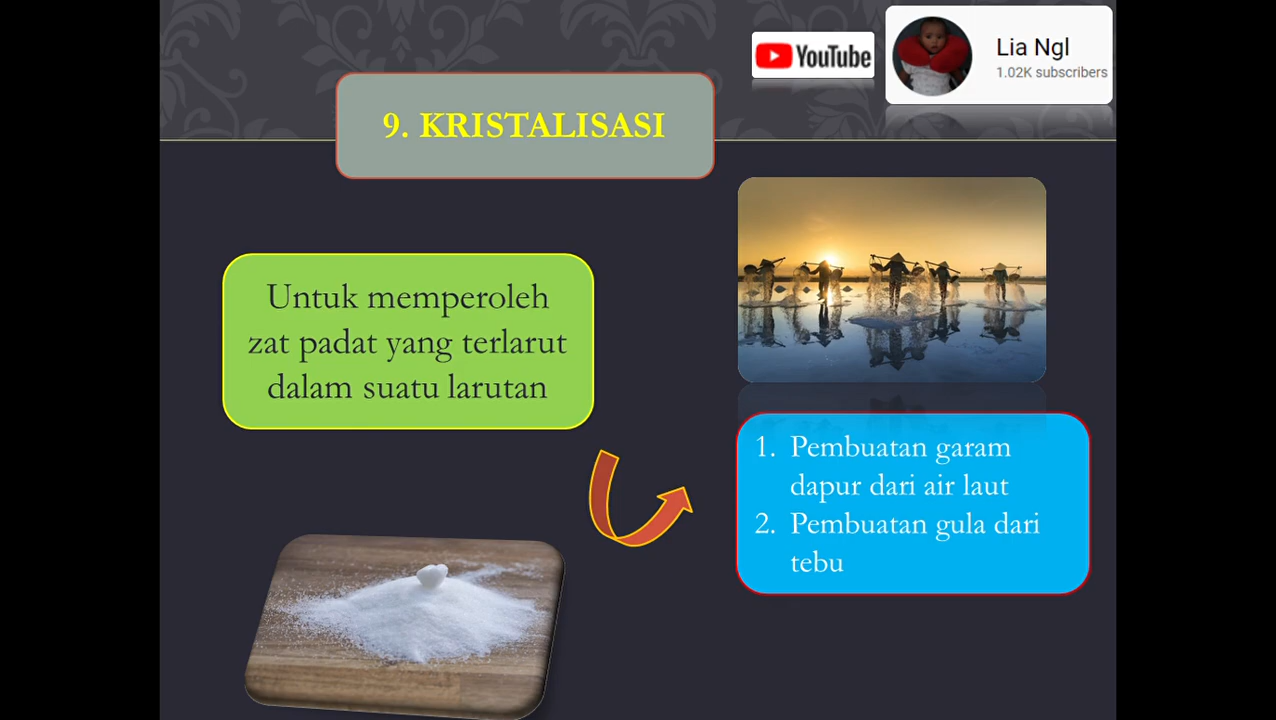 YouTube
Lia Ngl
1.02K subscribers
9. KRISTALISASI
Untuk memperoleh
zat padat yang terlarut
dalam suatu larutan
1. Pembuatan garam
dapur dari air laut
2. Pembuatan gula dari
tebu